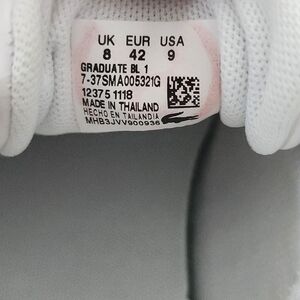 UK EUR USA
8 42 9
GRADUATE BL 1
7-37SMA005321G
12375 1118
MADE IN THAILAND
HECHO EN TAILANDIA
MHB3JVV900936